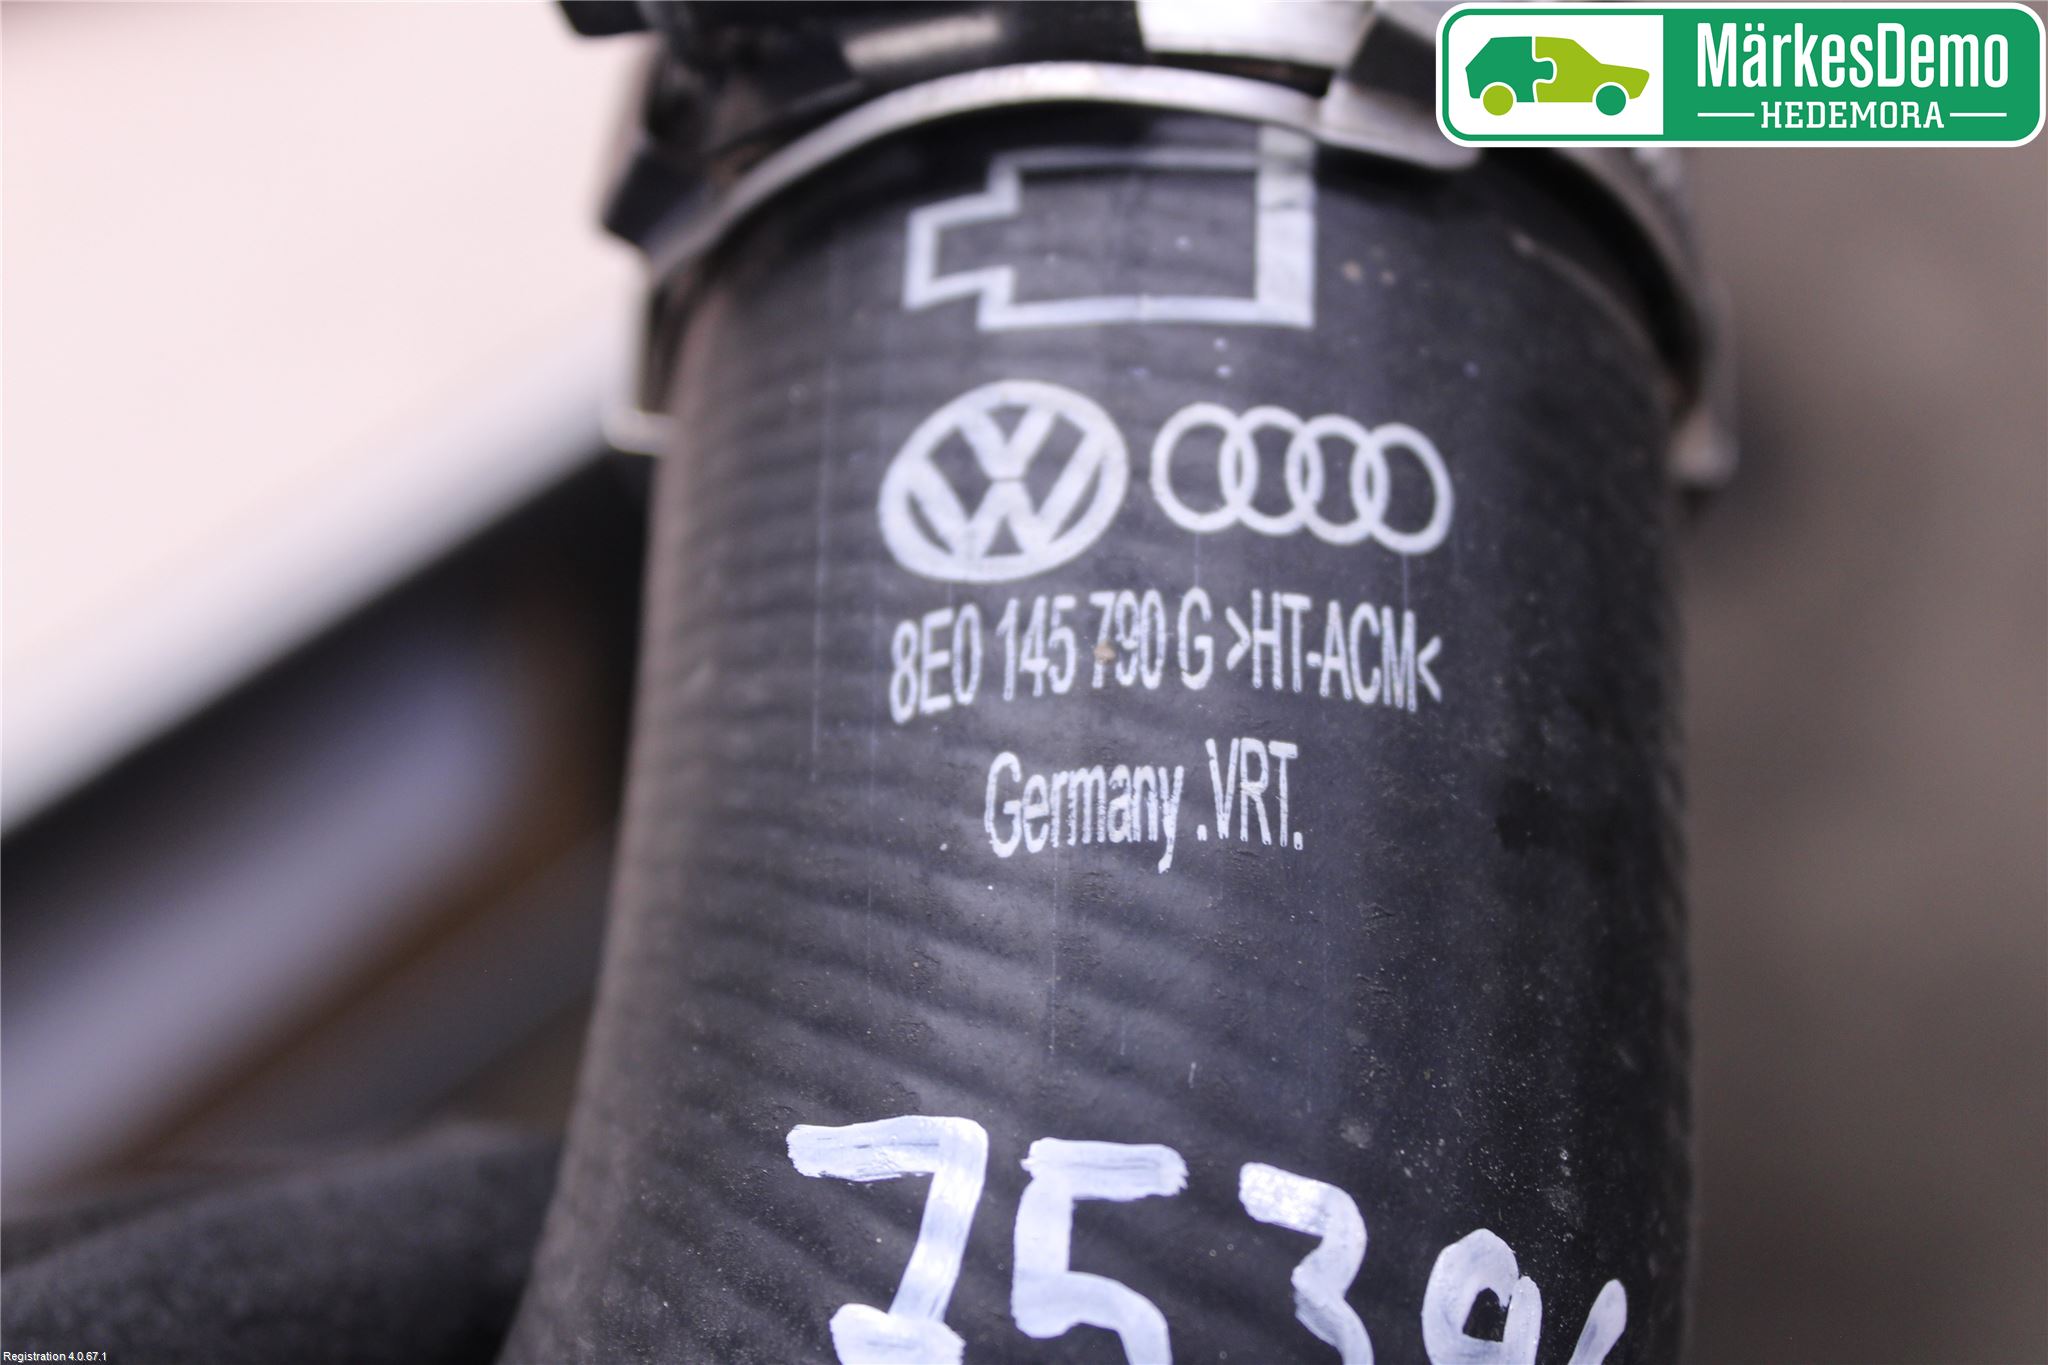 MärkesDemo
HEDEMORA
8E0 145 790 G >HT-ACM<
Germany .VRT.
Registration 4.0.67.1